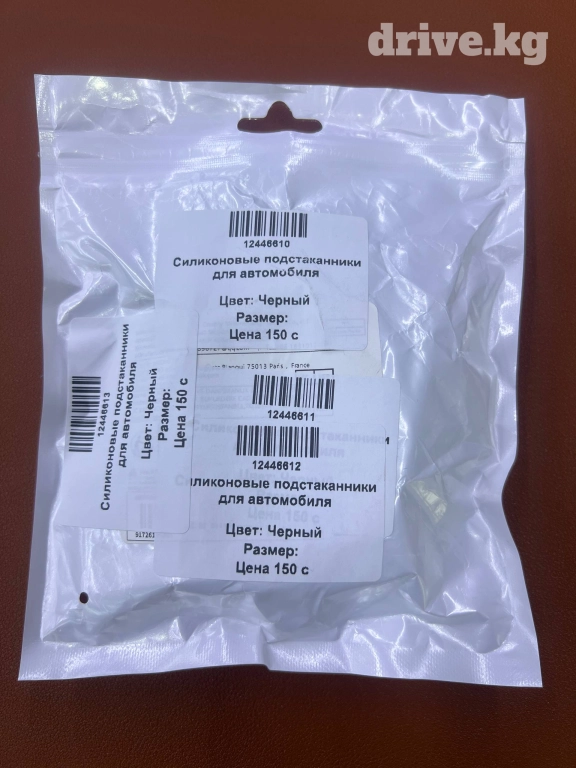 drive.kg
12446610
Силиконовые подстаканники
для автомобиля
Цвет: Черный
Размер:
Цена 150 с
75013 Paris, France
12446613
Силиконовые подстаканники
для автомобиля
Цвет: Черный
Размер:
Цена 150 с
12446611
12446612
Силиконовые подстаканники
для автомобиля
Цвет: Черный
Размер:
Цена 150 с